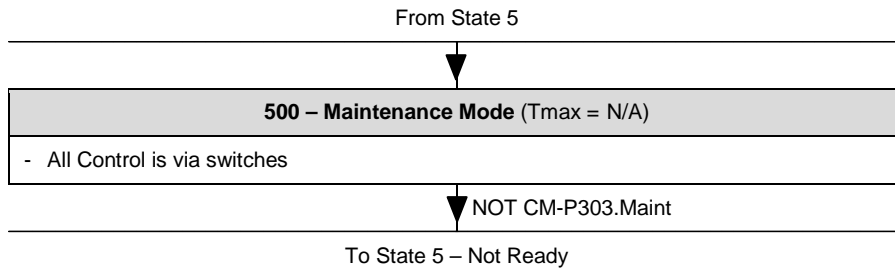 From State 5
500 – Maintenance Mode (Tmax = N/A)
- All Control is via switches
NOT CM-P303.Maint
To State 5 – Not Ready